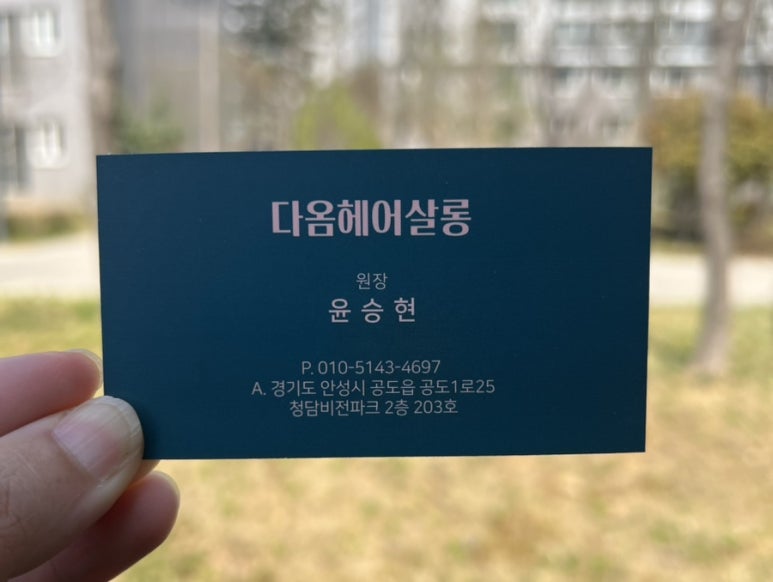 다옴헤어살롱
원장
윤승현
P. 010-5143-4697
A. 경기도 안성시 공도읍 공도1로25
청담비전파크 2층 203호